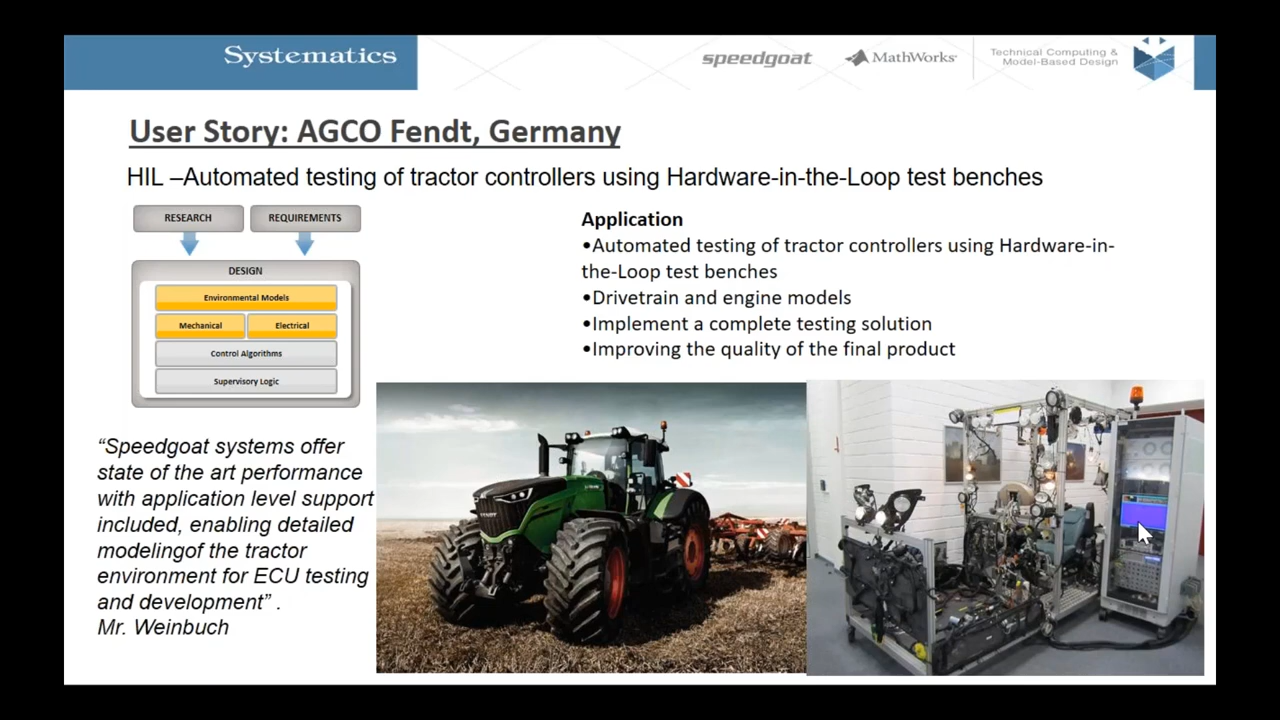 Systematics
speedgoat
MathWorks
Technical Computing &
Model-Based Design
User Story: AGCO Fendt, Germany
HIL –Automated testing of tractor controllers using Hardware-in-the-Loop test benches
RESEARCH
REQUIREMENTS
DESIGN
Environmental Models
Mechanical
Electrical
Control Algorithms
Supervisory Logic
Application
•Automated testing of tractor controllers using Hardware-in-
the-Loop test benches
•Drivetrain and engine models
•Implement a complete testing solution
•Improving the quality of the final product
“Speedgoat systems offer
state of the art performance
with application level support
included, enabling detailed
modelingof the tractor
environment for ECU testing
and development” .
Mr. Weinbuch
FENDT